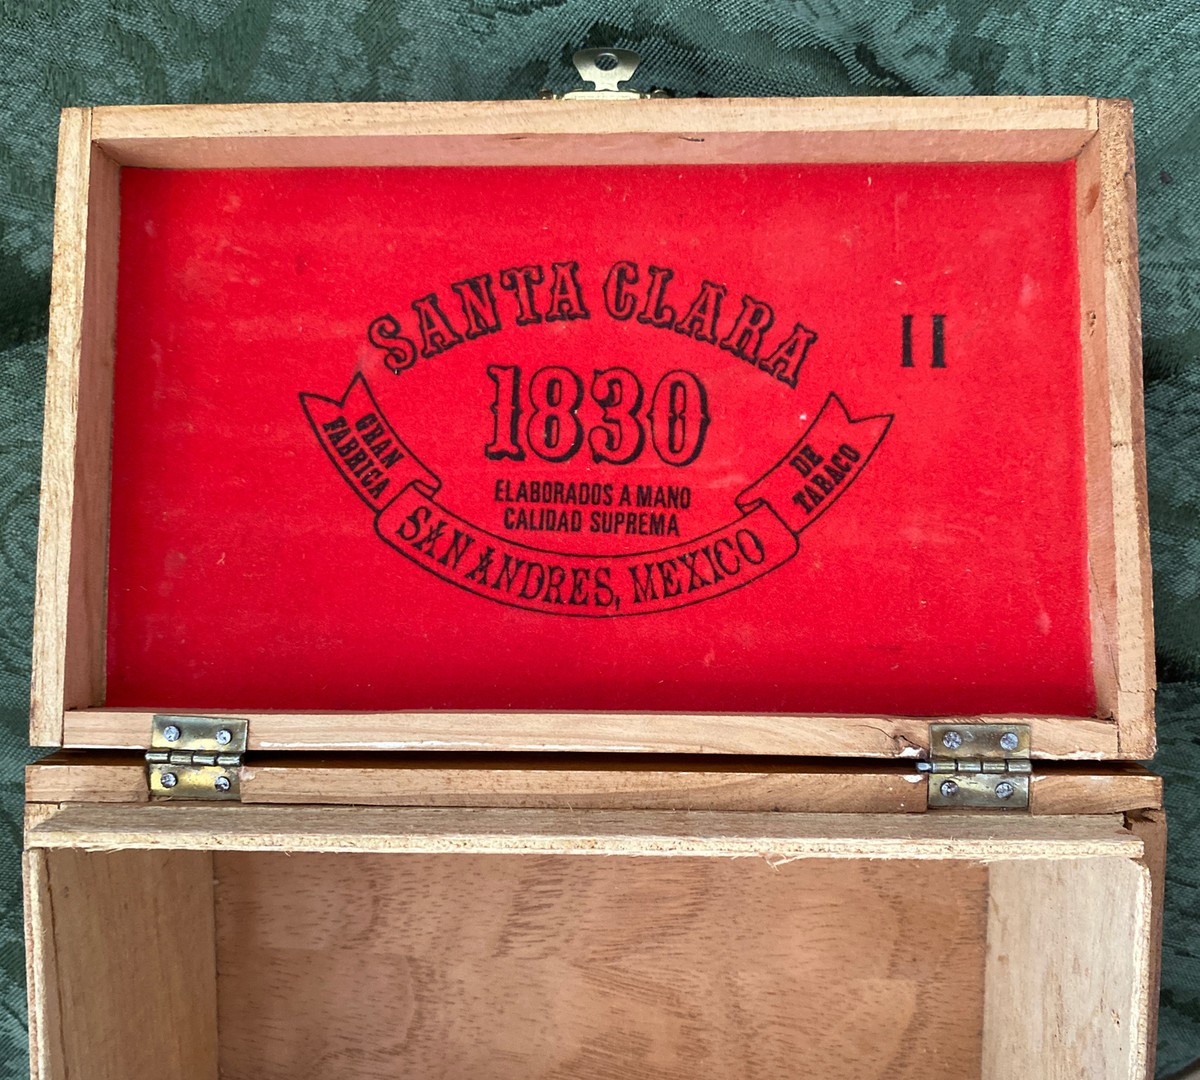 SANTA CLARA
1830
II
ELABORADOS A MANO
CALIDAD SUPREMA
GRAN
FABRICA
SAN ANDRES, MEXICO
DE
TABACO